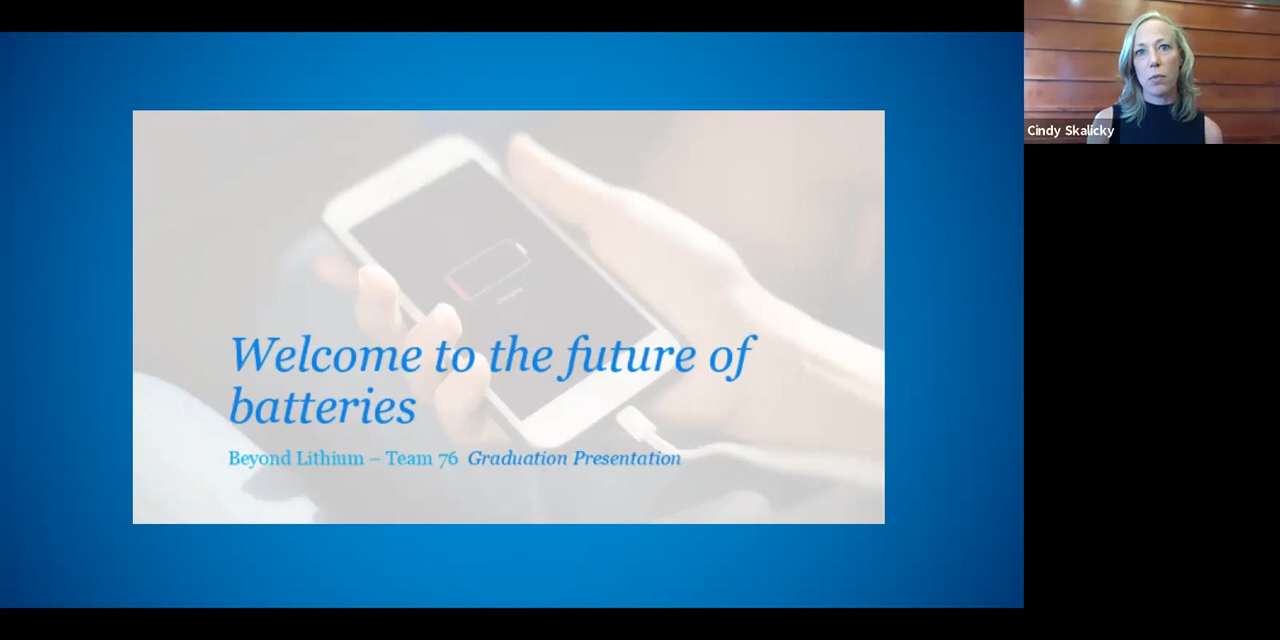 Welcome to the future of
batteries
Beyond Lithium – Team 76 Graduation Presentation
Cindy Skalicky